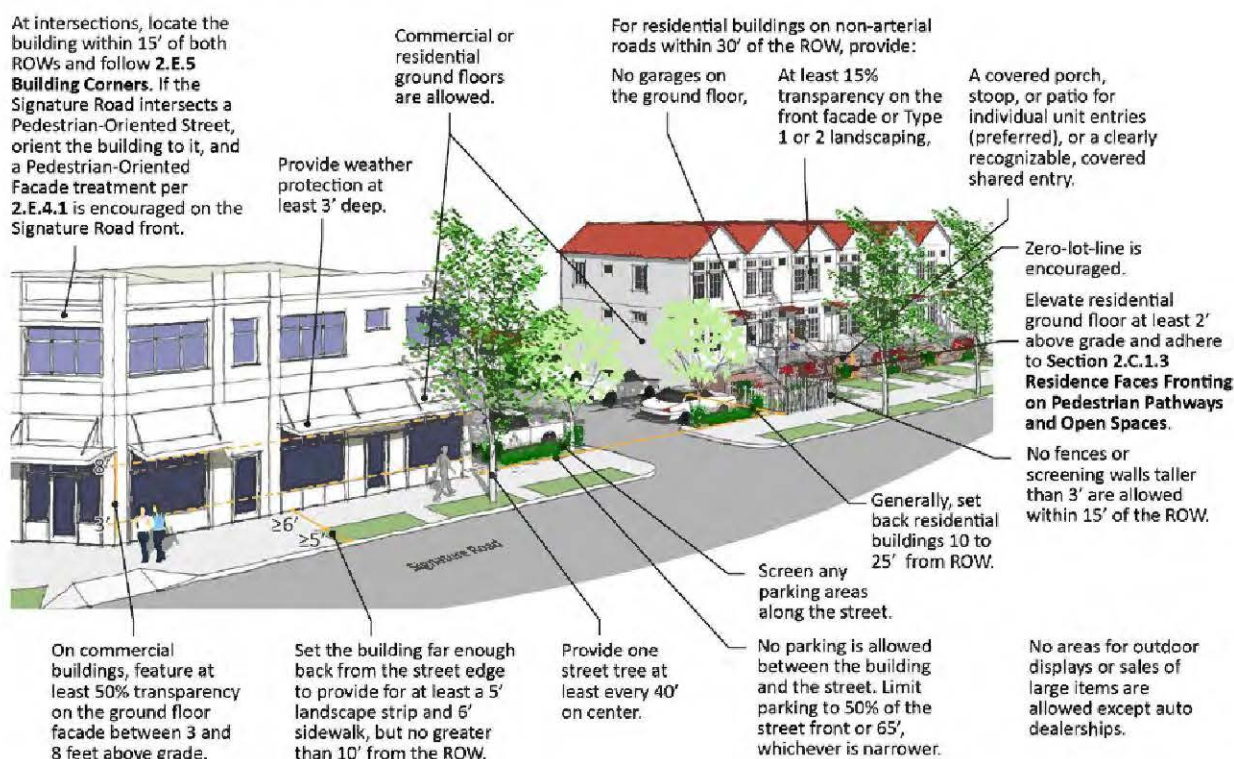 At intersections, locate the
building within 15’ of both
ROWs and follow 2.E.5
Building Corners. If the
Signature Road intersects a
Pedestrian-Oriented Street,
orient the building to it, and
a Pedestrian-Oriented
Facade treatment per
2.E.4.1 is encouraged on the
Signature Road front.
Provide weather
protection at
least 3’ deep.
Commercial or
residential
ground floors
are allowed.
For residential buildings on non-arterial
roads within 30’ of the ROW, provide:
No garages on
the ground floor,
At least 15%
transparency on the
front facade or Type
1 or 2 landscaping,
A covered porch,
stoop, or patio for
individual unit entries
(preferred), or a clearly
recognizable, covered
shared entry.
Zero-lot-line is
encouraged.
Elevate residential
ground floor at least 2’
above grade and adhere
to Section 2.C.1.3
Residence Faces Fronting
on Pedestrian Pathways
and Open Spaces.
No fences or
screening walls taller
than 3’ are allowed
within 15’ of the ROW.
8’
3’
≥6’
≥5’
Signature Road
Generally, set
back residential
buildings 10 to
25’ from ROW.
Screen any
parking areas
along the street.
On commercial
buildings, feature at
least 50% transparency
on the ground floor
facade between 3 and
8 feet above grade.
Set the building far enough
back from the street edge
to provide for at least a 5’
landscape strip and 6’
sidewalk, but no greater
than 10’ from the ROW.
Provide one
street tree at
least every 40’
on center.
No parking is allowed
between the building
and the street. Limit
parking to 50% of the
street front or 65’,
whichever is narrower.
No areas for outdoor
displays or sales of
large items are
allowed except auto
dealerships.